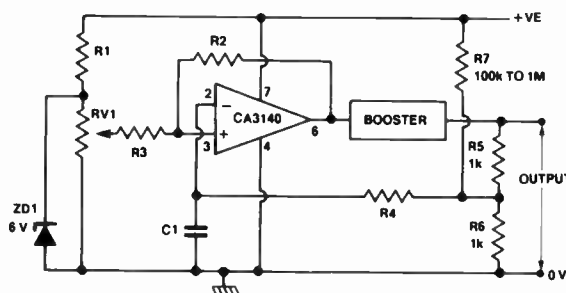 +VE
R1
R2
R7
100k TO 1M
2
7
RV1
CA3140
6
BOOSTER
R3
3
4
R5
1k
OUTPUT
ZD1
6 V
R4
C1
R6
1k
0 V